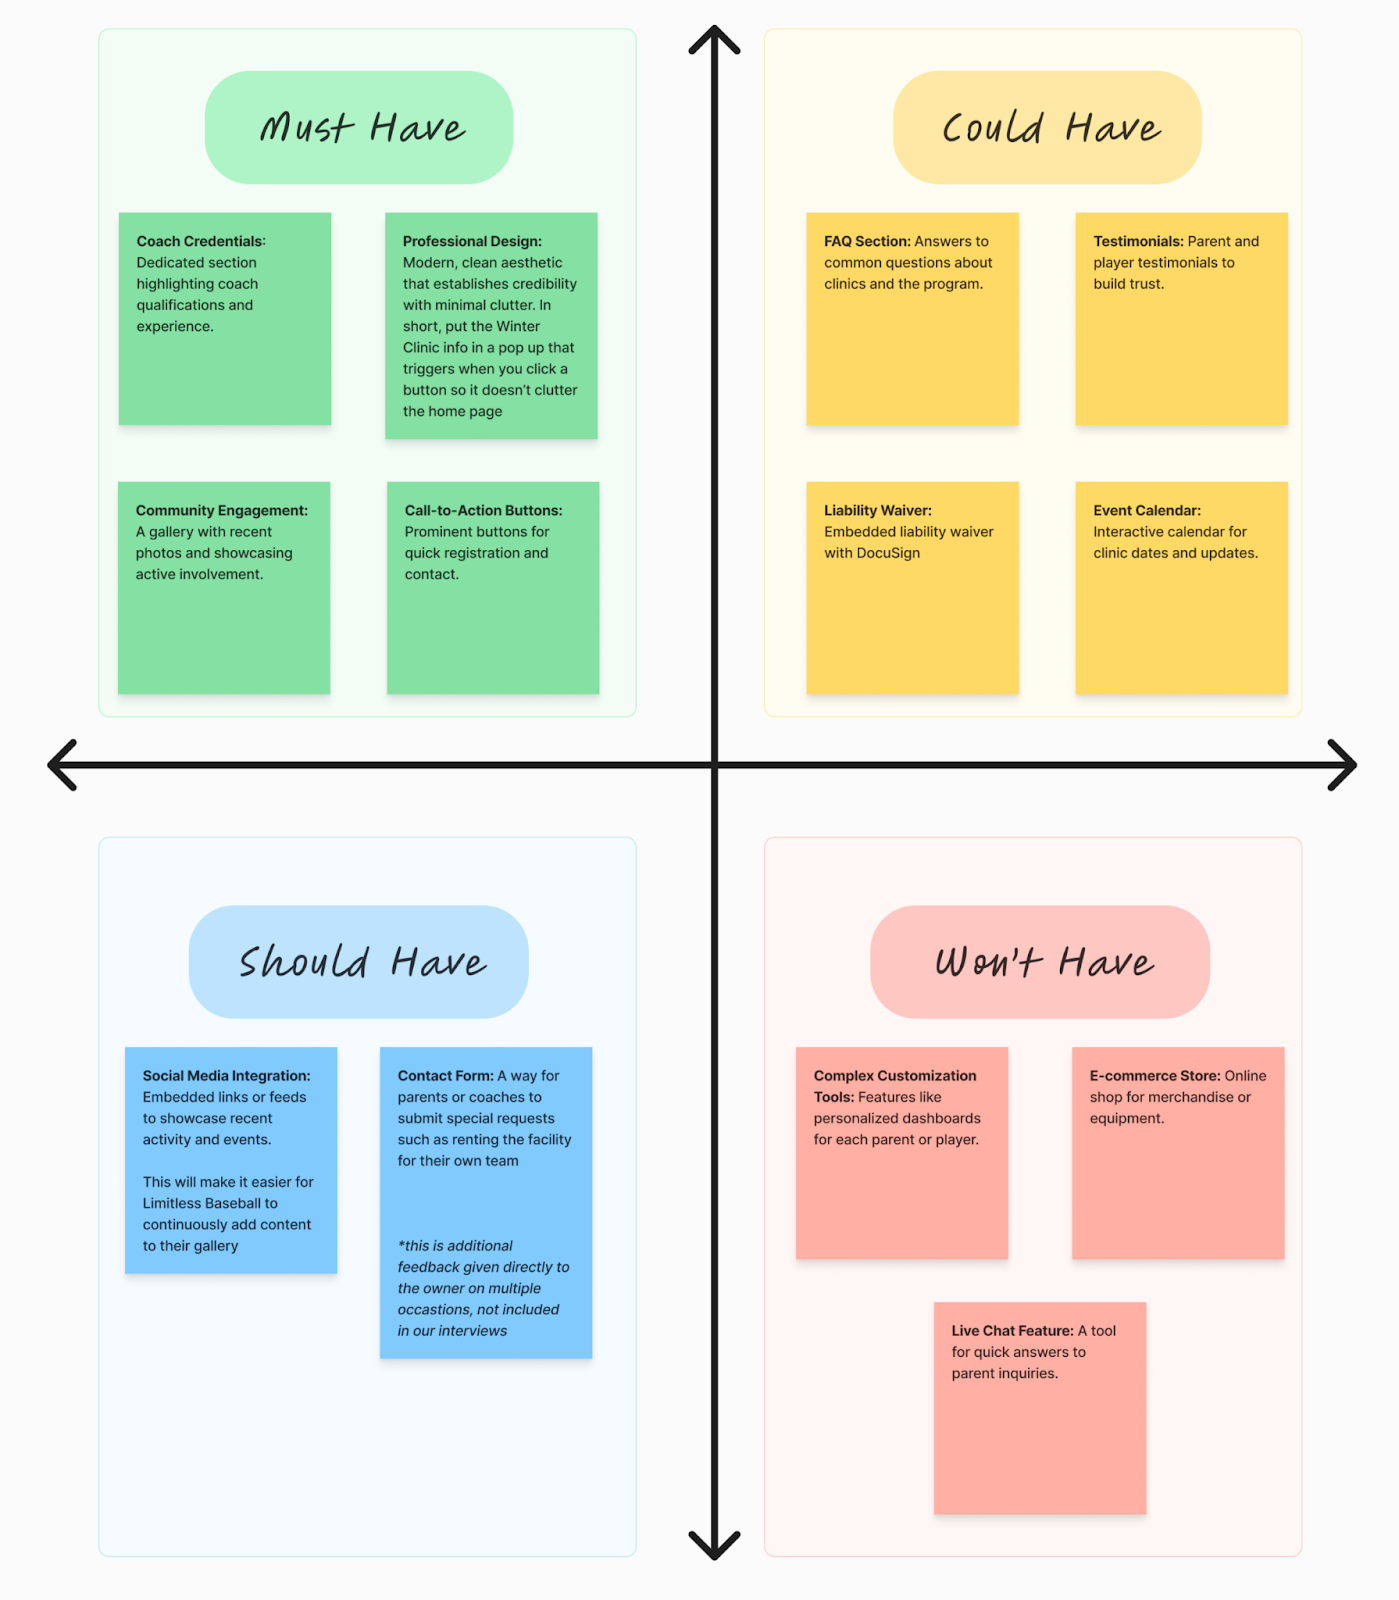 Must Have
Coach Credentials:
Dedicated section
highlighting coach
qualifications and
experience.
Professional Design:
Modern, clean aesthetic
that establishes credibility
with minimal clutter. In
short, put the Winter
Clinic info in a pop up that
triggers when you click a
button so it doesn't clutter
the home page
Community Engagement:
A gallery with recent
photos and showcasing
active involvement.
Call-to-Action Buttons:
Prominent buttons for
quick registration and
contact.
Could Have
FAQ Section: Answers to
common questions about
clinics and the program.
Testimonials: Parent and
player testimonials to
build trust.
Liability Waiver:
Embedded liability waiver
with DocuSign
Event Calendar:
Interactive calendar for
clinic dates and updates.
Should Have
Social Media Integration:
Embedded links or feeds
to showcase recent
activity and events.
This will make it easier for
Limitless Baseball to
continuously add content
to their gallery
Contact Form: A way for
parents or coaches to
submit special requests
such as renting the facility
for their own team
*this is additional
feedback given directly to
the owner on multiple
occastions, not included
in our interviews
Won't Have
Complex Customization
Tools: Features like
personalized dashboards
for each parent or player.
E-commerce Store: Online
shop for merchandise or
equipment.
Live Chat Feature: A tool
for quick answers to
parent inquiries.